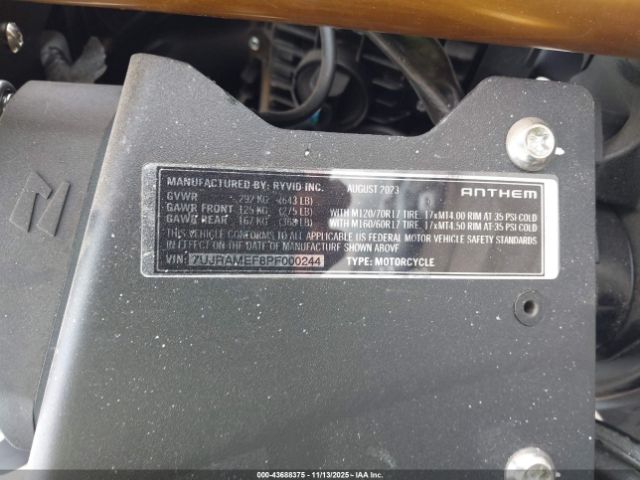 MANUFACTURED BY: RYVID INC. AUGUST 2023 ANTHEM
GVWR 292 KG (643 LB)
GAWR FRONT 125 KG (275 LB) WITH M120/70R17 TIRE, 17xMT4.00 RIM AT 35 PSI COLD
GAWR REAR 167 KG (368 LB) WITH M160/60R17 TIRE, 17xMT4.50 RIM AT 35 PSI COLD
THIS VEHICLE CONFORMS TO ALL APPLICABLE US FEDERAL MOTOR VEHICLE SAFETY STANDARDS
IN EFFECT ON THE DATE OF MANUFACTURE SHOWN ABOVE
VIN: 7UJRAMEF8PF000244 TYPE: MOTORCYCLE
000-43688375 - 11/13/2025 - IAA Inc.